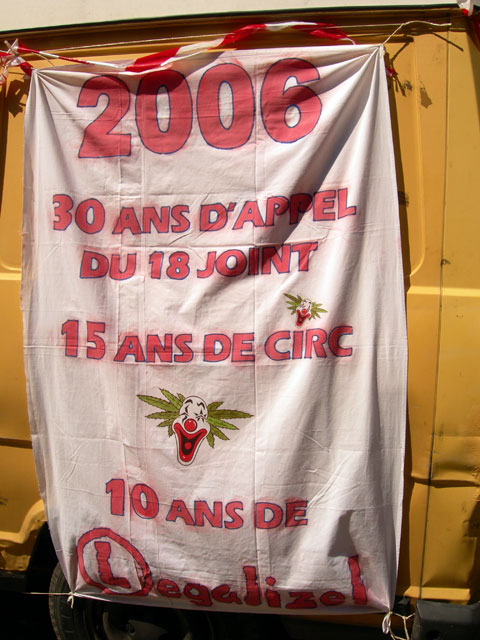 2006
30 ANS D'APPEL
DU 18 JOINT
15 ANS DE CIRC
10 ANS DE
Legalize!